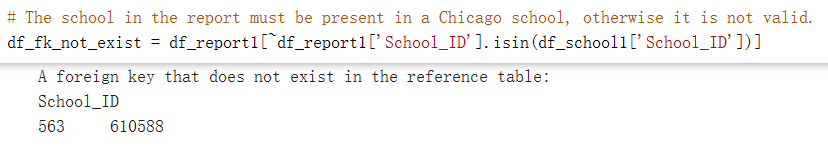 # The school in the report must be present in a Chicago school, otherwise it is not valid.
df_fk_not_exist = df_report1[~df_report1['School_ID'].isin(df_school1['School_ID'])]
A foreign key that does not exist in the reference table:
School_ID
563 610588